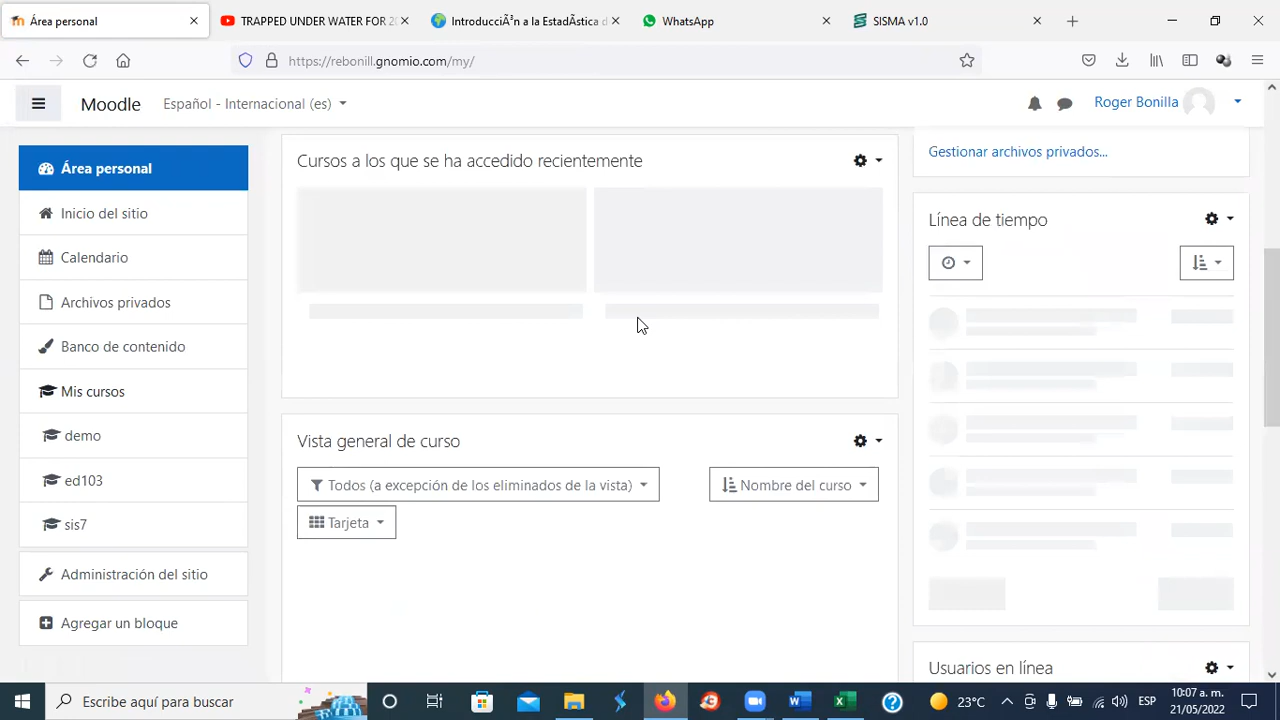 Área personal
TRAPPED UNDER WATER FOR 20
IntroducciÃ³n a la EstadÃ­stica d
WhatsApp
SISMA v1.0
https://rebonill.gnomio.com/my/
Moodle
Español - Internacional (es)
Roger Bonilla
Área personal
Inicio del sitio
Calendario
Archivos privados
Banco de contenido
Mis cursos
demo
ed103
sis7
Administración del sitio
Agregar un bloque
Cursos a los que se ha accedido recientemente
Vista general de curso
Todos (a excepción de los eliminados de la vista)
Nombre del curso
Tarjeta
Gestionar archivos privados...
Línea de tiempo
Usuarios en línea
Escribe aquí para buscar
23°C
ESP
10:07 a. m.
21/05/2022